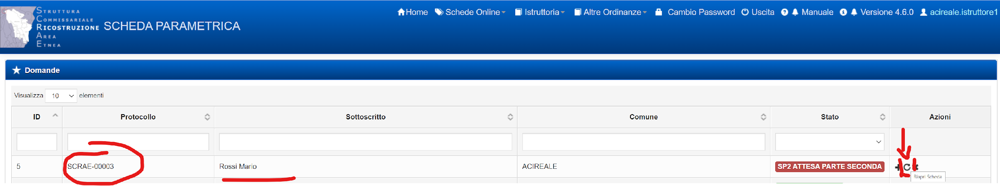 STRUTTURA
COMMISSARIALE
RICOSTRUZIONE
AREA
ETNEA
SCHEDA PARAMETRICA
Home Schede Online Istruttoria Altre Ordinanze Cambio Password Uscita Manuale Versione 4.6.0 acireale.istruttore1
Domande
Visualizza 10 elementi
ID Protocollo Sottoscritto Comune Stato Azioni
5 SCRAE-00003 Rossi Mario ACIREALE SP2 ATTESA PARTE SECONDA
Riapri Scheda